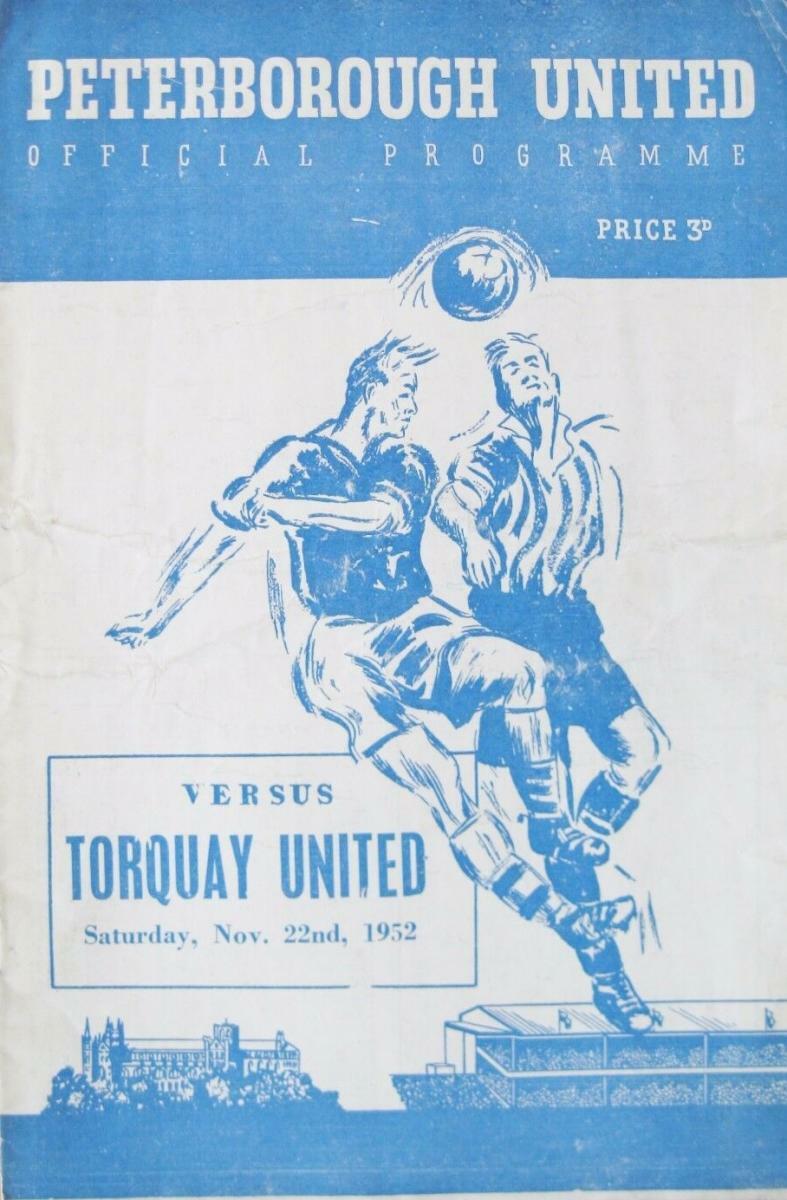 PETERBOROUGH UNITED
OFFICIAL PROGRAMME
PRICE 3D
VERSUS
TORQUAY UNITED
Saturday, Nov. 22nd, 1952